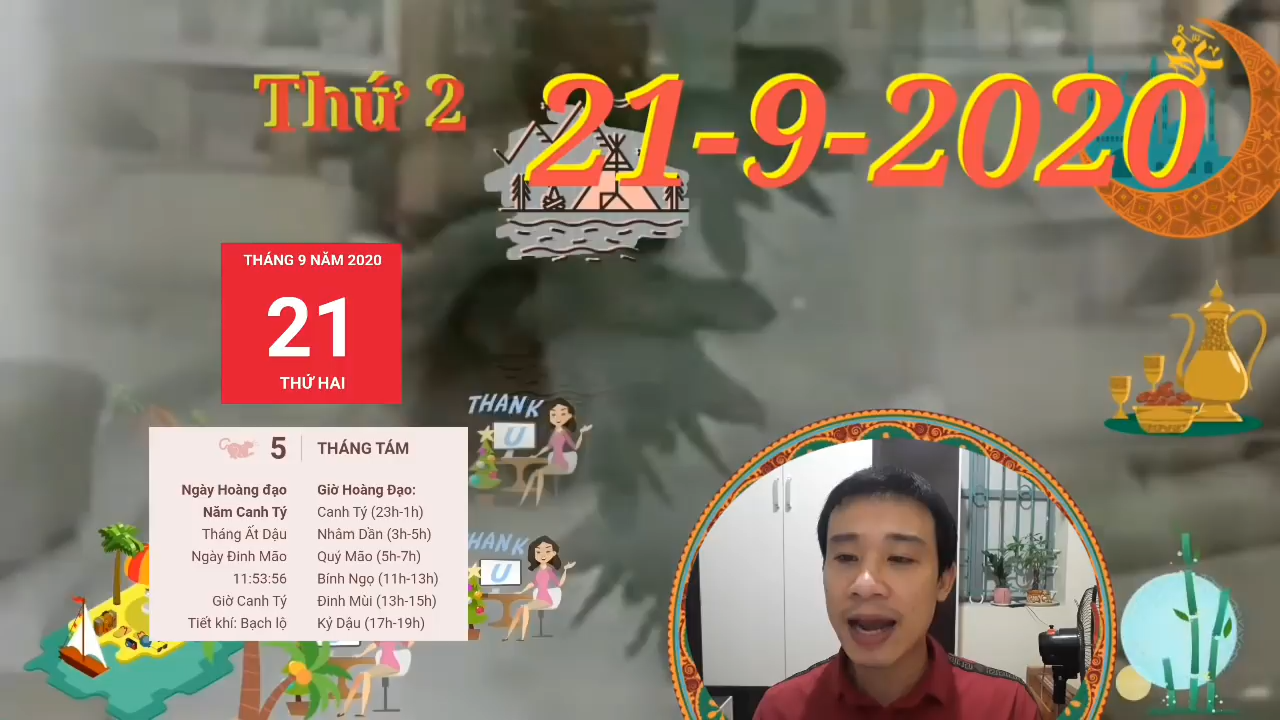 Thứ 2 21-9-2020
THÁNG 9 NĂM 2020
21
THỨ HAI
5 THÁNG TÁM
Ngày Hoàng đạo
Năm Canh Tý
Tháng Ất Dậu
Ngày Đinh Mão
11:53:56
Giờ Canh Tý
Tiết khí: Bạch lộ
Giờ Hoàng Đạo:
Canh Tý (23h-1h)
Nhâm Dần (3h-5h)
Quý Mão (5h-7h)
Bính Ngọ (11h-13h)
Đinh Mùi (13h-15h)
Kỷ Dậu (17h-19h)
THANK
U
THANK
U